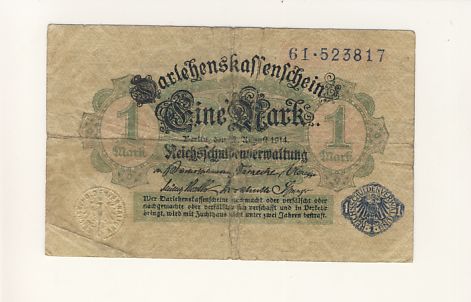 61·523817
Darlehenskassenschein
Eine Mark
1 Mark
1 Mark
Berlin, den 12. August 1914.
Reichsschuldenverwaltung
Wer Darlehenskassenscheine nachmacht oder verfälscht oder
nachgemachte oder verfälschte sich verschafft und in Verkehr
bringt, wird mit Zuchthaus nicht unter zwei Jahren bestraft.
1 1